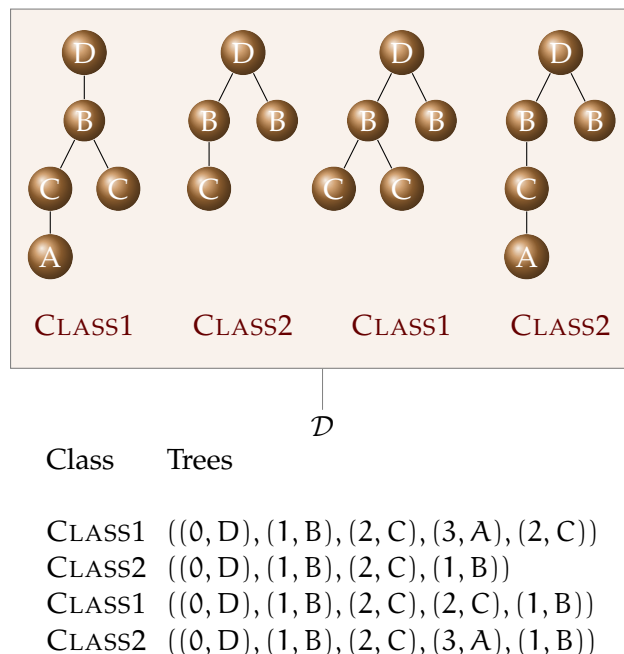 D D D D
B B B B B B B
C C C C C C
A A
CLASS1 CLASS2 CLASS1 CLASS2
𝒟
Class Trees
CLASS1 ((0, D), (1, B), (2, C), (3, A), (2, C))
CLASS2 ((0, D), (1, B), (2, C), (1, B))
CLASS1 ((0, D), (1, B), (2, C), (2, C), (1, B))
CLASS2 ((0, D), (1, B), (2, C), (3, A), (1, B))